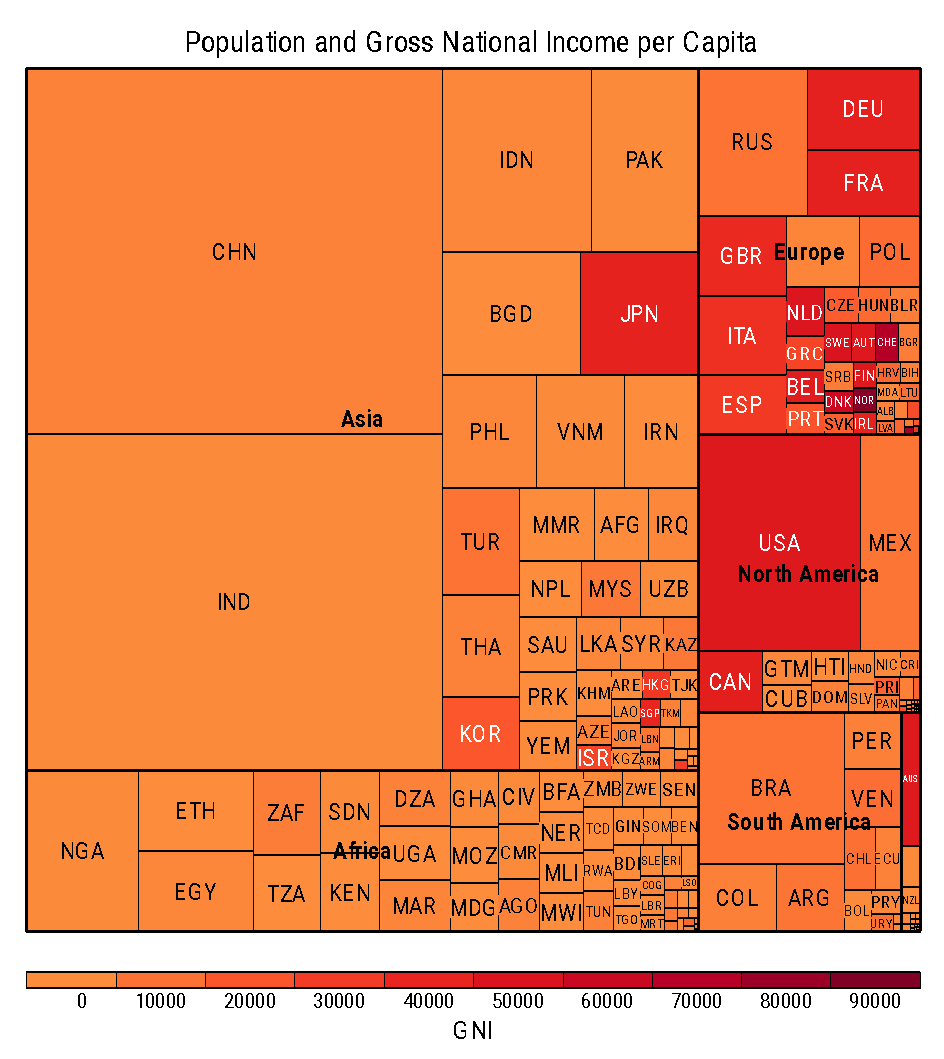 Population and Gross National Income per Capita
CHN
IND
Asia
IDN
PAK
BGD
JPN
PHL
VNM
IRN
TUR
MMR
AFG
IRQ
NPL
MYS
UZB
THA
SAU
LKA
SYR
KAZ
PRK
KHM
ARE
HKG
TJK
KOR
YEM
LAO
SGP
TKM
AZE
JOR
LBN
ISR
KGZ
ARM
RUS
DEU
FRA
GBR
Europe
POL
ITA
NLD
CZE
HUN
BLR
GRC
SWE
AUT
CHE
BGR
ESP
BEL
SRB
FIN
HRV
BIH
PRT
DNK
NOR
MDA
LTU
SVK
IRL
ALB
LVA
USA
MEX
North America
CAN
GTM
HTI
HND
NIC
CRI
CUB
DOM
SLV
PRI
PAN
BRA
PER
VEN
South America
COL
ARG
CHL
ECU
BOL
PRY
URY
AUS
NZL
NGA
ETH
EGY
ZAF
TZA
SDN
KEN
Africa
DZA
UGA
MAR
GHA
MOZ
MDG
CIV
CMR
AGO
BFA
NER
MLI
MWI
ZMB
ZWE
SEN
TCD
GIN
SOM
BEN
RWA
BDI
SLE
ERI
TUN
LBY
COG
LSO
TGO
LBR
MRT
0 10000 20000 30000 40000 50000 60000 70000 80000 90000
GNI